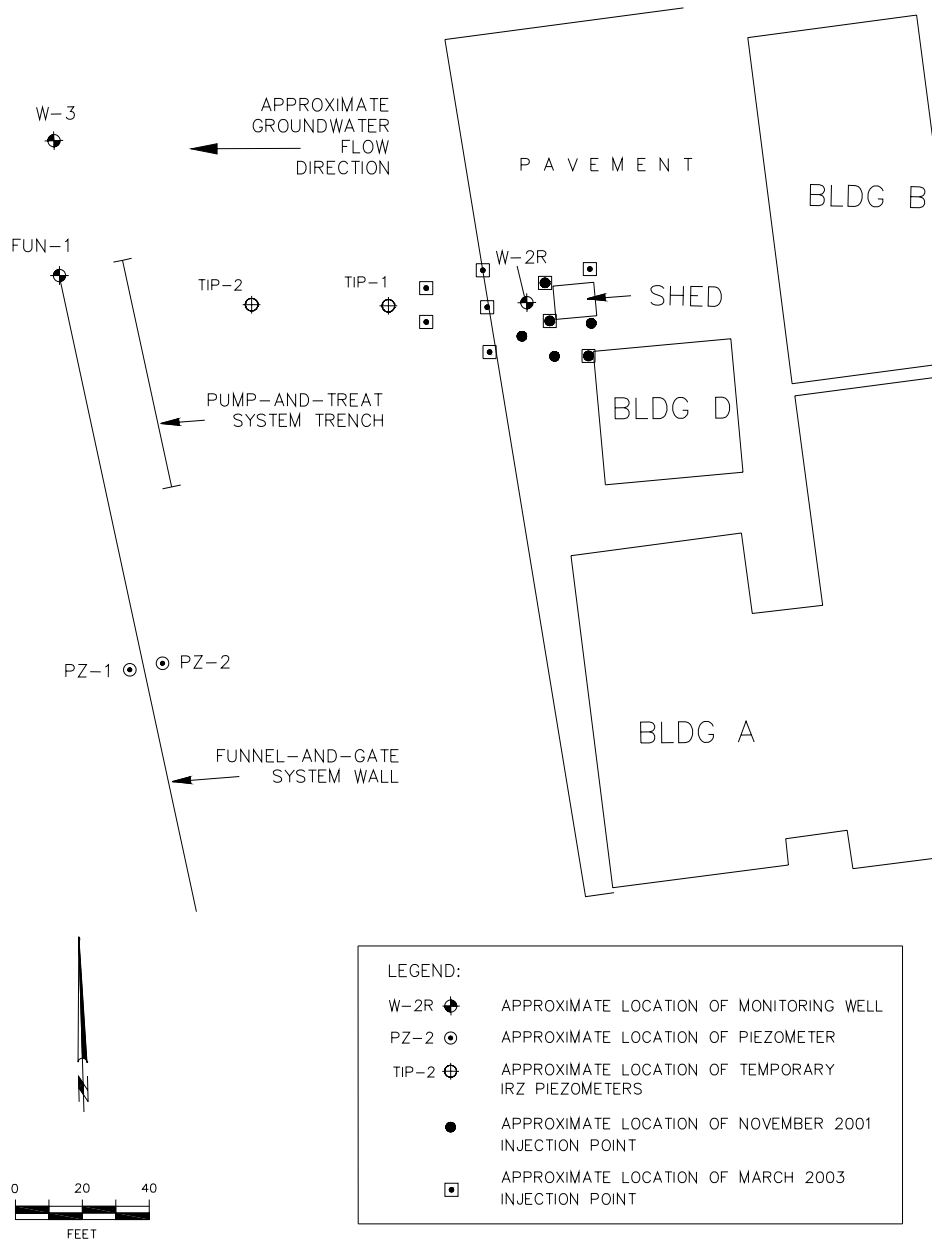 W-3
APPROXIMATE
GROUNDWATER
FLOW
DIRECTION
PAVEMENT
BLDG B
FUN-1
W-2R
TIP-2
TIP-1
SHED
PUMP-AND-TREAT
SYSTEM TRENCH
BLDG D
PZ-1
PZ-2
BLDG A
FUNNEL-AND-GATE
SYSTEM WALL
N
LEGEND:
W-2R APPROXIMATE LOCATION OF MONITORING WELL
PZ-2 APPROXIMATE LOCATION OF PIEZOMETER
TIP-2 APPROXIMATE LOCATION OF TEMPORARY
IRZ PIEZOMETERS
APPROXIMATE LOCATION OF NOVEMBER 2001
INJECTION POINT
APPROXIMATE LOCATION OF MARCH 2003
INJECTION POINT
0 20 40
FEET